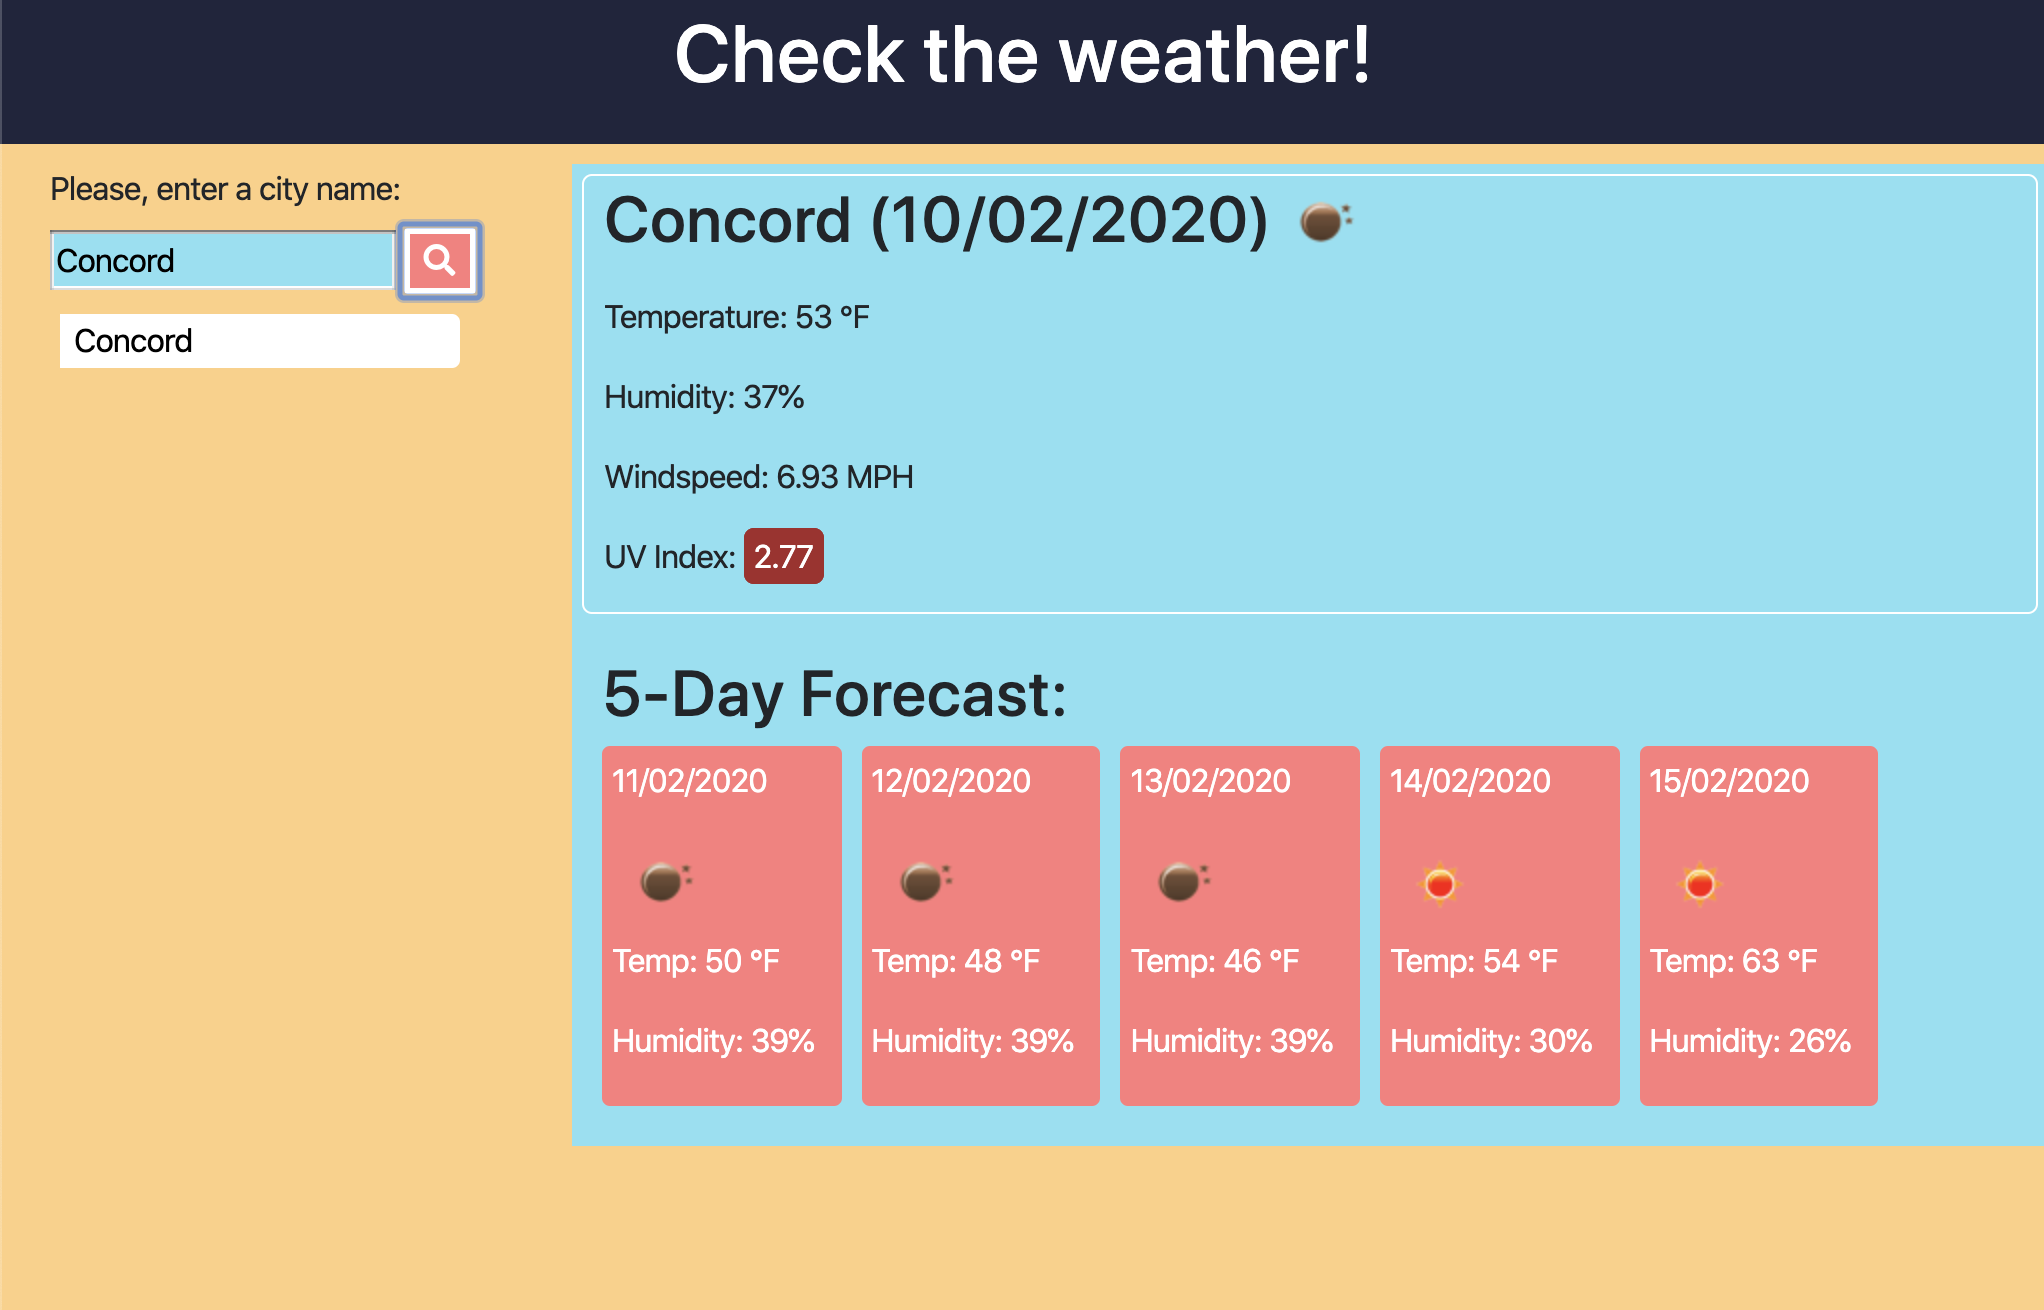 Check the weather!
Please, enter a city name:
Concord
Concord
Concord (10/02/2020)
Temperature: 53 °F
Humidity: 37%
Windspeed: 6.93 MPH
UV Index: 2.77
5-Day Forecast:
11/02/2020
Temp: 50 °F
Humidity: 39%
12/02/2020
Temp: 48 °F
Humidity: 39%
13/02/2020
Temp: 46 °F
Humidity: 39%
14/02/2020
Temp: 54 °F
Humidity: 30%
15/02/2020
Temp: 63 °F
Humidity: 26%